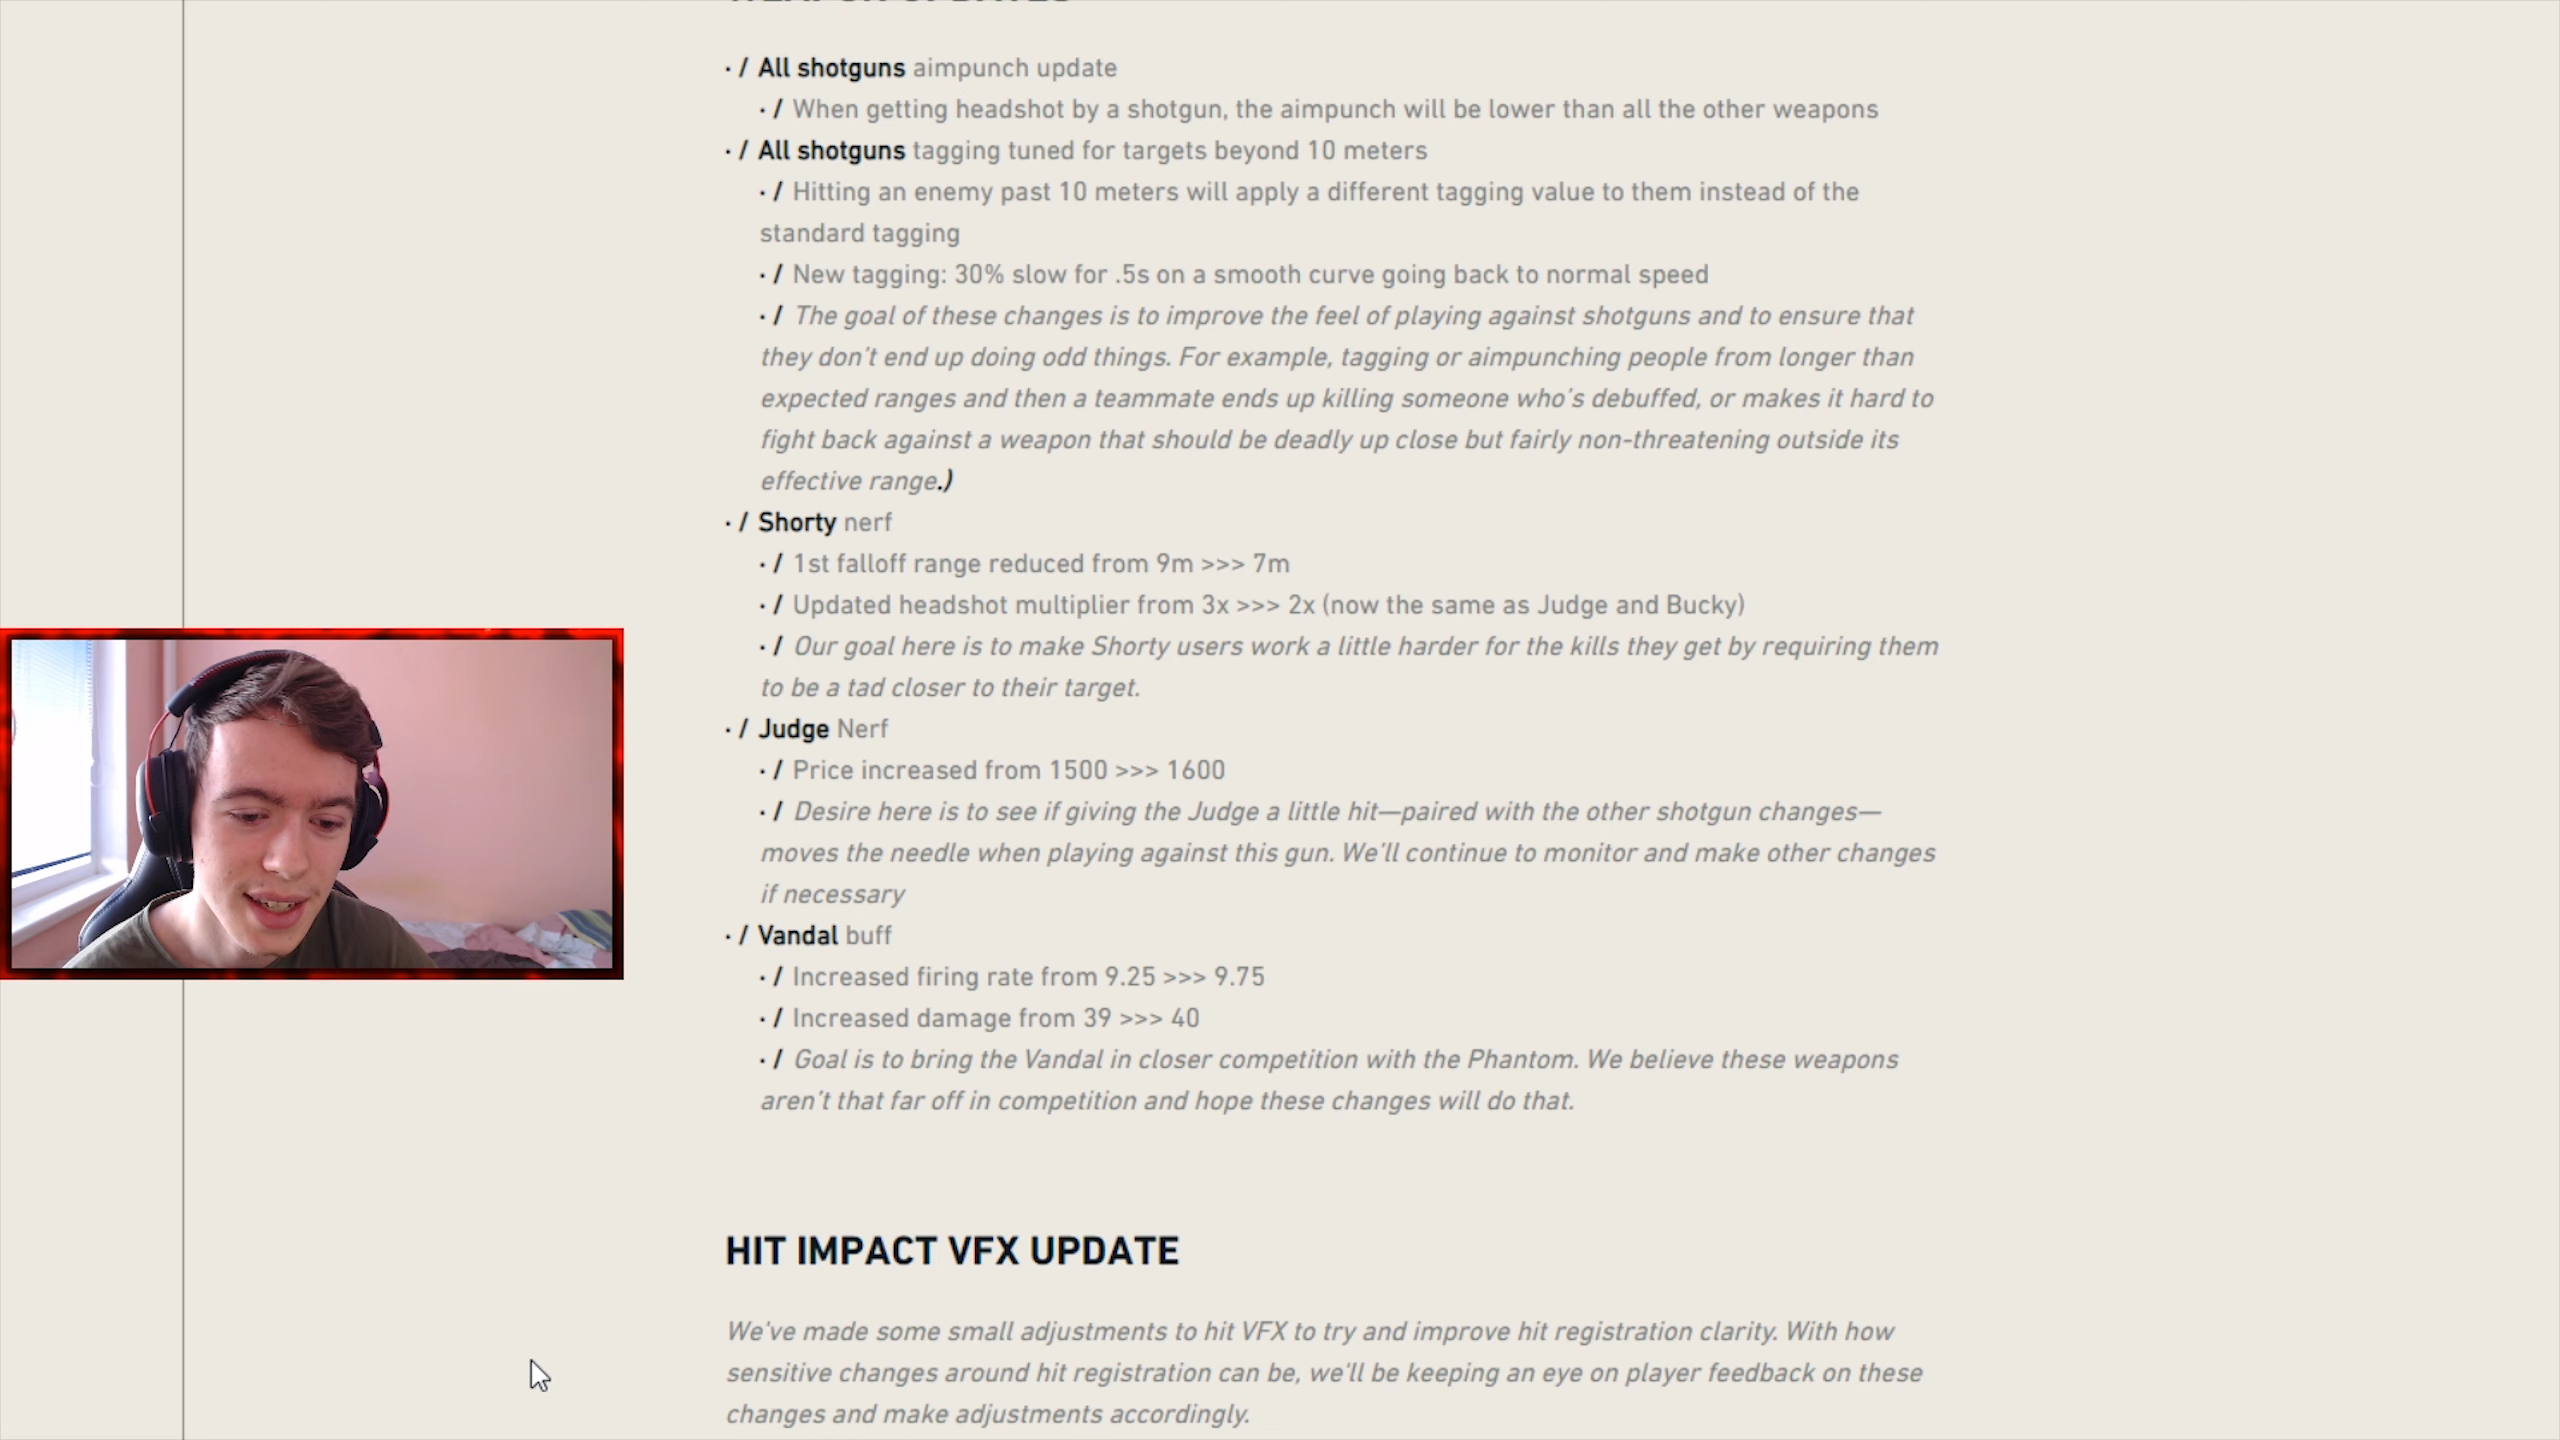 WEAPON UPDATES
· / All shotguns aimpunch update
· / When getting headshot by a shotgun, the aimpunch will be lower than all the other weapons
· / All shotguns tagging tuned for targets beyond 10 meters
· / Hitting an enemy past 10 meters will apply a different tagging value to them instead of the
standard tagging
· / New tagging: 30% slow for .5s on a smooth curve going back to normal speed
· / The goal of these changes is to improve the feel of playing against shotguns and to ensure that
they don't end up doing odd things. For example, tagging or aimpunching people from longer than
expected ranges and then a teammate ends up killing someone who's debuffed, or makes it hard to
fight back against a weapon that should be deadly up close but fairly non-threatening outside its
effective range.)
· / Shorty nerf
· / 1st falloff range reduced from 9m >>> 7m
· / Updated headshot multiplier from 3x >>> 2x (now the same as Judge and Bucky)
· / Our goal here is to make Shorty users work a little harder for the kills they get by requiring them
to be a tad closer to their target.
· / Judge Nerf
· / Price increased from 1500 >>> 1600
· / Desire here is to see if giving the Judge a little hit—paired with the other shotgun changes—
moves the needle when playing against this gun. We'll continue to monitor and make other changes
if necessary
· / Vandal buff
· / Increased firing rate from 9.25 >>> 9.75
· / Increased damage from 39 >>> 40
· / Goal is to bring the Vandal in closer competition with the Phantom. We believe these weapons
aren't that far off in competition and hope these changes will do that.
HIT IMPACT VFX UPDATE
We've made some small adjustments to hit VFX to try and improve hit registration clarity. With how
sensitive changes around hit registration can be, we'll be keeping an eye on player feedback on these
changes and make adjustments accordingly.